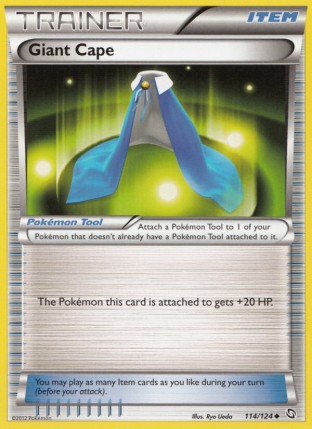 TRAINER ITEM
Giant Cape
Pokémon Tool
Attach a Pokémon Tool to 1 of your
Pokémon that doesn't already have a Pokémon Tool attached to it.
The Pokémon this card is attached to gets +20 HP.
You may play as many Item cards as you like during your turn
(before your attack).
©2012 Pokémon Illus. Ryo Ueda 114/124